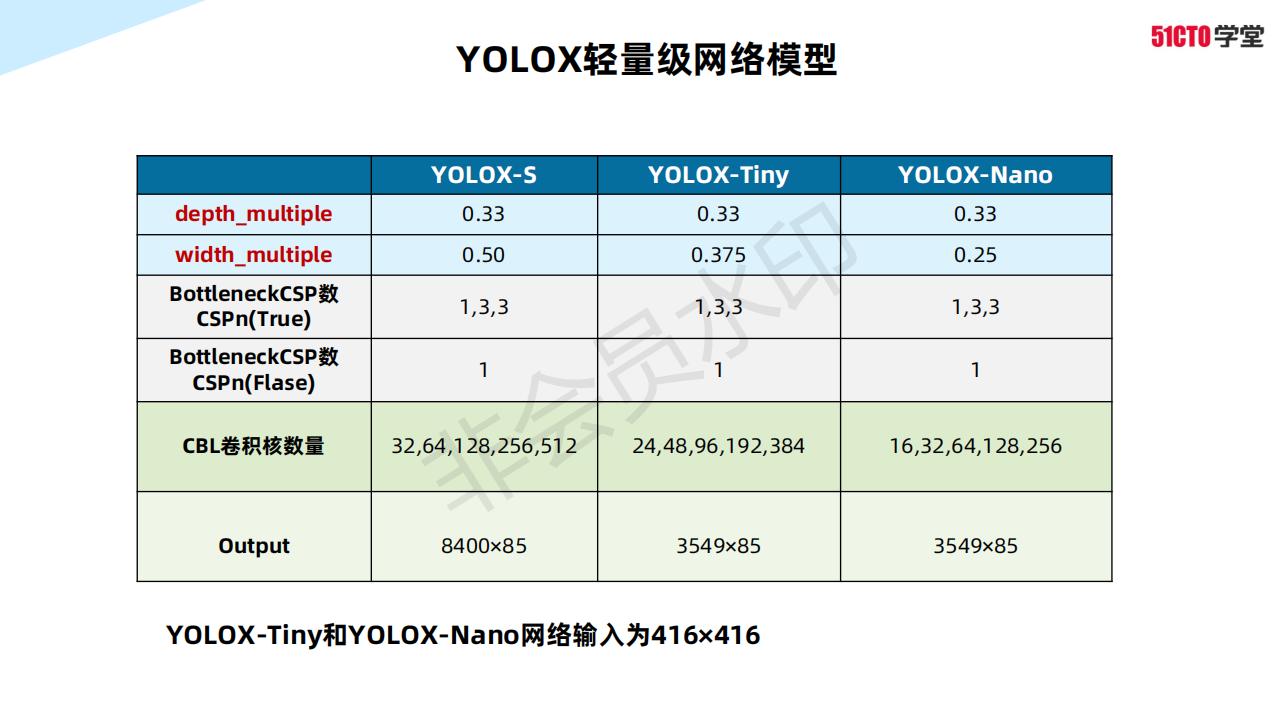 51CTO学堂
YOLOX轻量级网络模型
YOLOX-S YOLOX-Tiny YOLOX-Nano
depth_multiple 0.33 0.33 0.33
width_multiple 0.50 0.375 0.25
BottleneckCSP数
CSPn(True) 1,3,3 1,3,3 1,3,3
BottleneckCSP数
CSPn(Flase) 1 1 1
CBL卷积核数量 32,64,128,256,512 24,48,96,192,384 16,32,64,128,256
Output 8400×85 3549×85 3549×85
YOLOX-Tiny和YOLOX-Nano网络输入为416×416
非会员水印